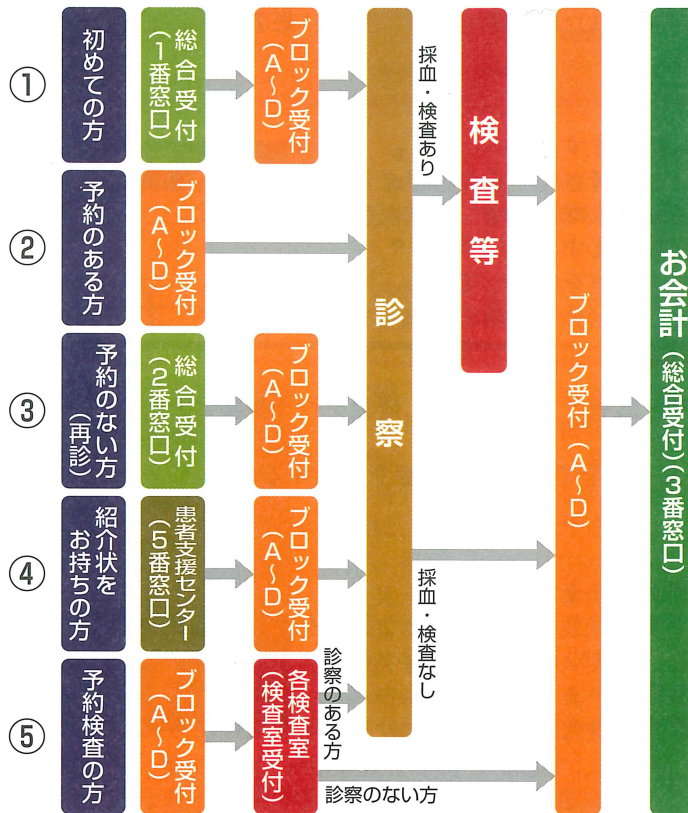 ①
初めての方
総合受付
(1番窓口)
ブロック受付
(A~D)
②
予約のある方
ブロック受付
(A~D)
③
予約のない方
(再診)
総合受付
(2番窓口)
ブロック受付
(A~D)
④
紹介状を
お持ちの方
患者支援センター
(5番窓口)
ブロック受付
(A~D)
⑤
予約検査の方
ブロック受付
(A~D)
各検査室
(検査室受付)
診察のある方
診察のない方
診察
採血・検査あり
検査等
採血・検査なし
ブロック受付(A~D)
お会計(総合受付)(3番窓口)